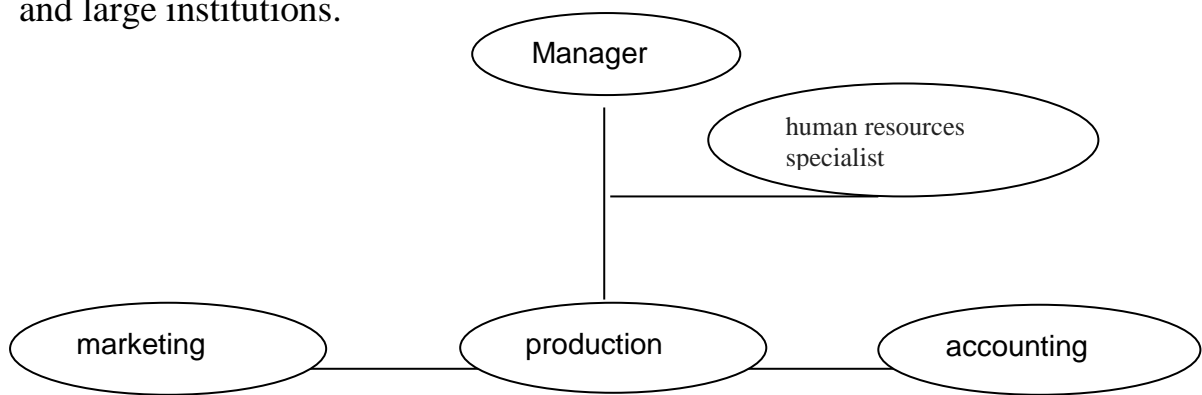 and large institutions.
Manager
human resources
specialist
marketing production accounting